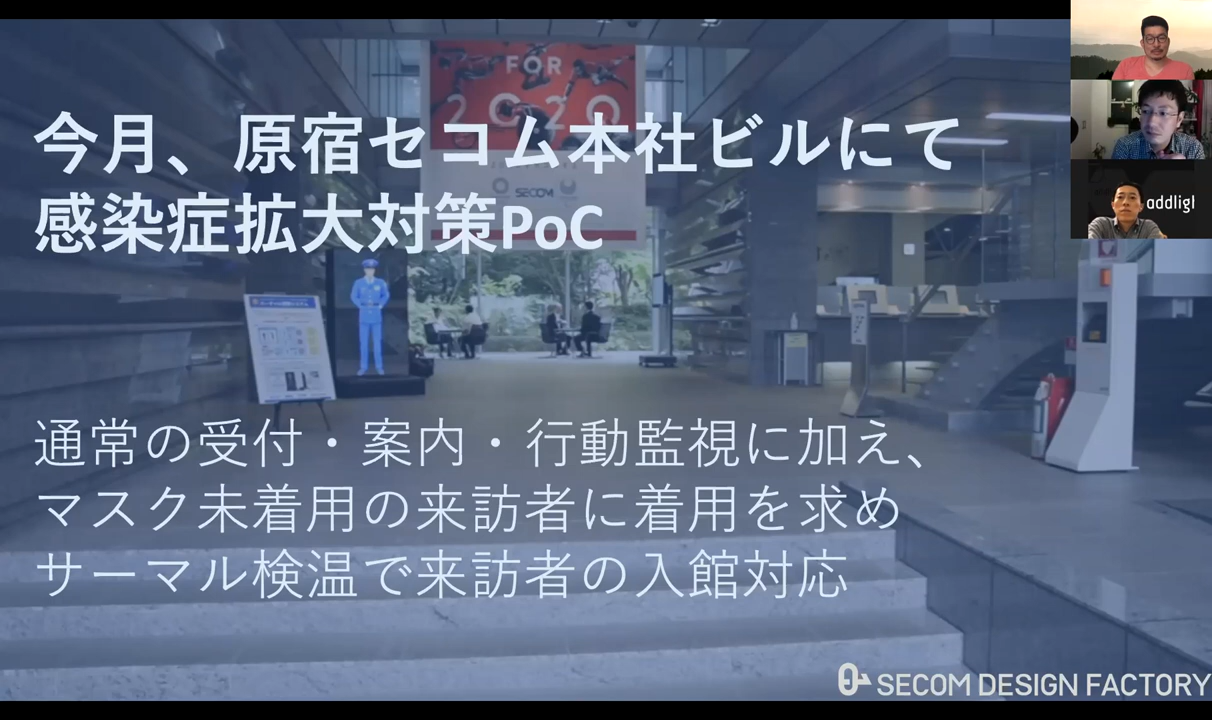 FOR
2020
今月、原宿セコム本社ビルにて
感染症拡大対策PoC
SECOM
addligl
通常の受付・案内・行動監視に加え、
マスク未着用の来訪者に着用を求め
サーマル検温で来訪者の入館対応
SECOM DESIGN FACTORY